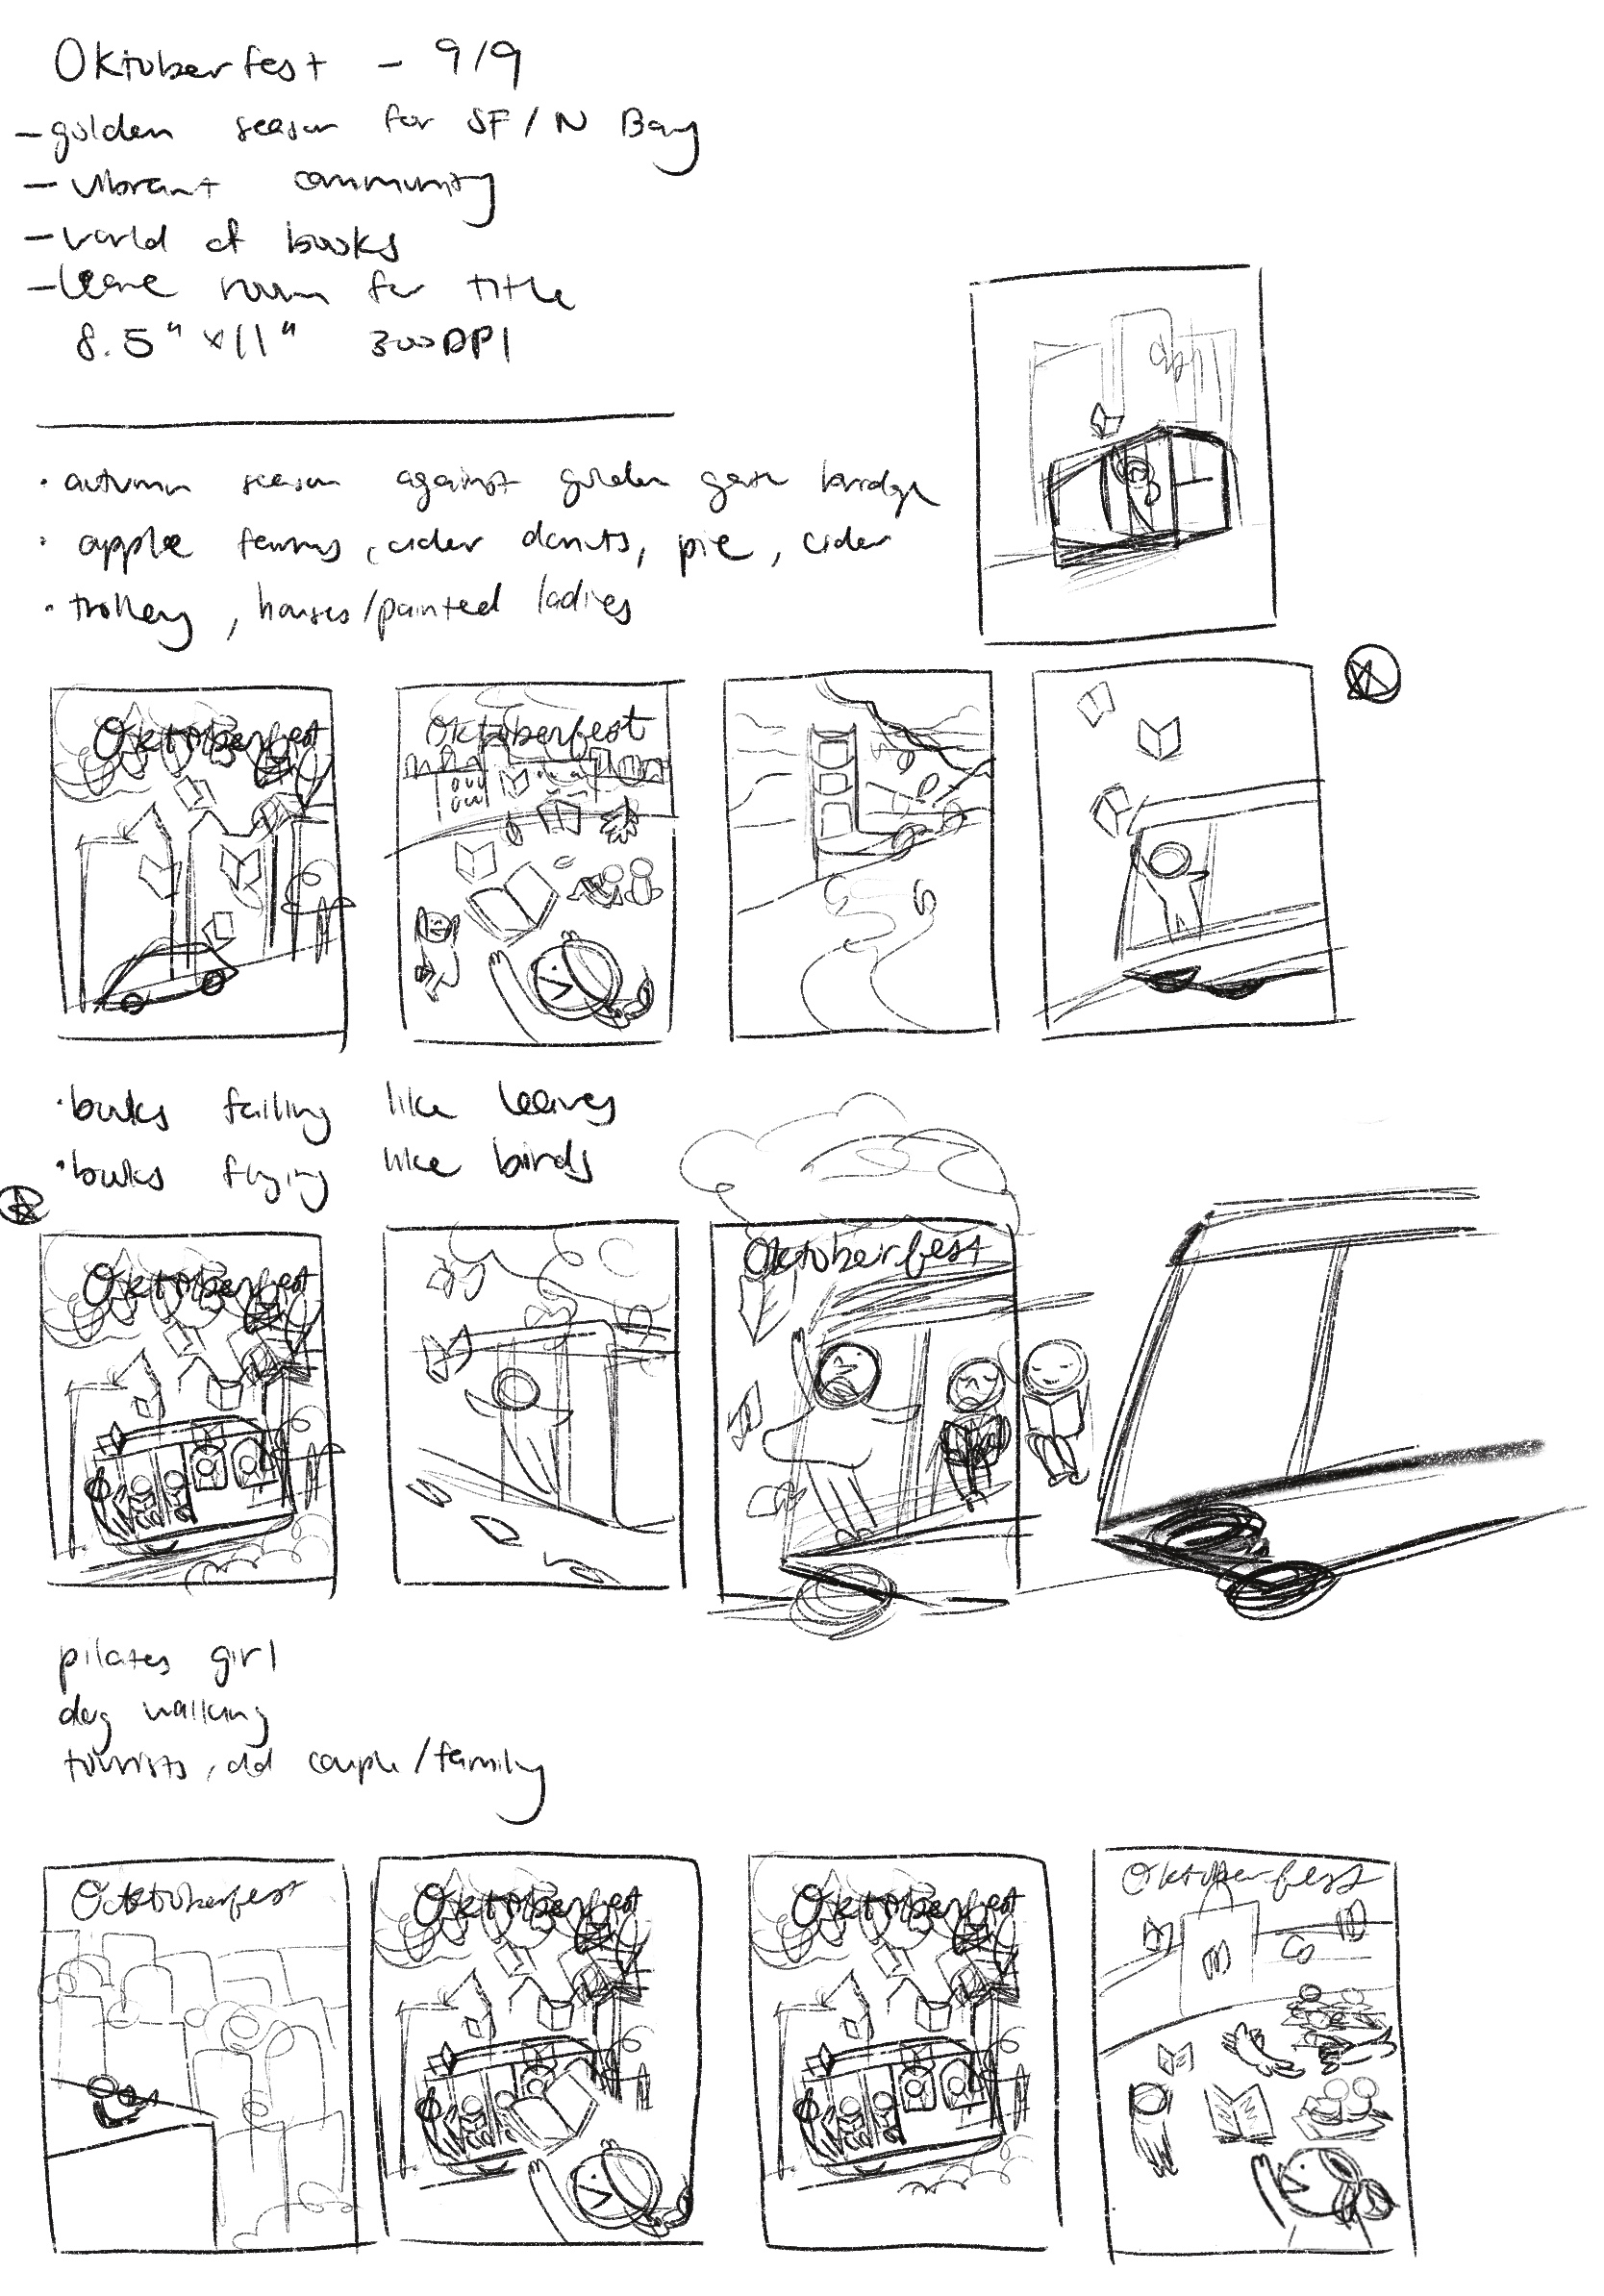 Oktoberfest - 9/9
- golden season for SF / N Bay
- vibrant community
- world of books
- leave room for title
8.5" x 11" 300 DPI
• autumn season against golden gate bridge
• apple farms, cider donuts, pie, cider
• trolley, houses/painted ladies
Oktoberfest
Oktoberfest
• books falling like leaves
• books flying like birds
Oktoberfest
Oktoberfest
pilates girl
dog walking
tourists, old couple/family
Oktoberfest
Oktoberfest
Oktoberfest
Oktoberfest